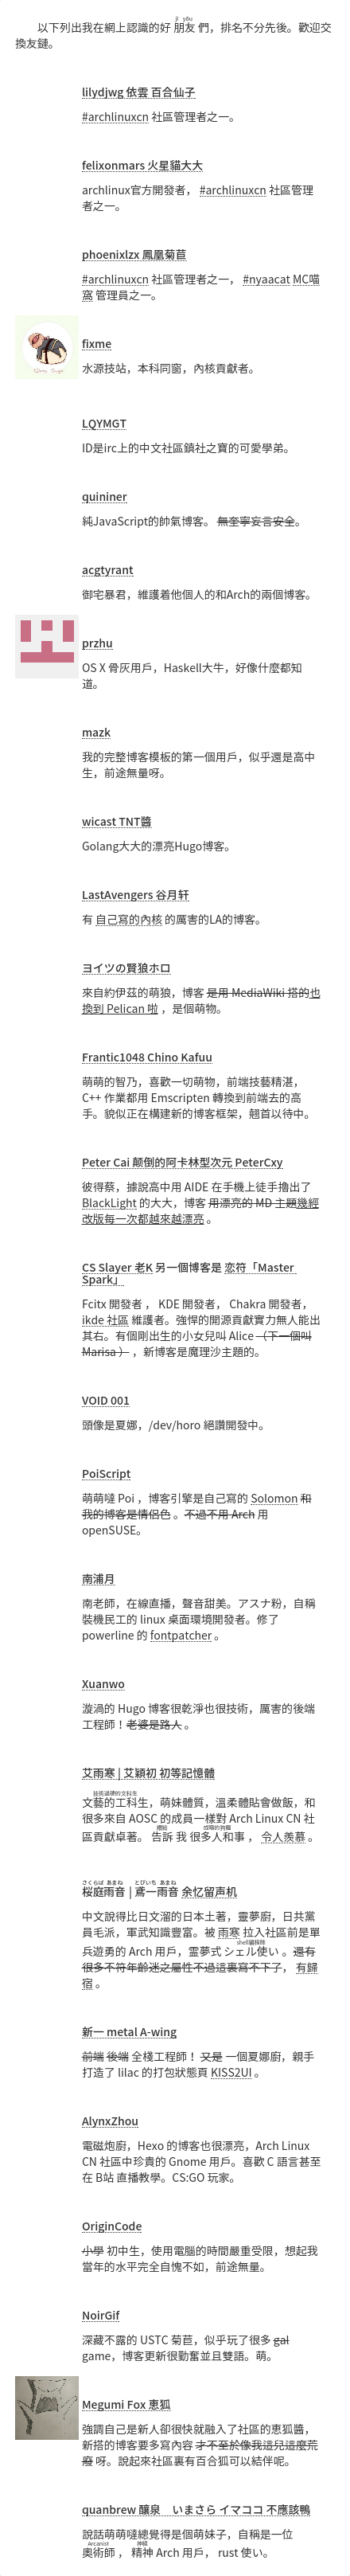 以下列出我在網上認識的好 朋友 們，排名不分先後。歡迎交
換友鏈。
lilydjwg 依雲 百合仙子
#archlinuxcn 社區管理者之一。
felixonmars 火星貓大大
archlinux官方開發者， #archlinuxcn 社區管理
者之一。
phoenixlzx 鳳凰菊苣
#archlinuxcn 社區管理者之一， #nyaacat MC喵
窩 管理員之一。
fixme
水源技站，本科同窗，內核貢獻者。
LQYMGT
ID是irc上的中文社區鎮社之寶的可愛學弟。
quininer
純JavaScript的帥氣博客。 無奎寧妄言安全。
acgtyrant
御宅暴君，維護着他個人的和Arch的兩個博客。
przhu
OS X 骨灰用戶，Haskell大牛，好像什麼都知
道。
mazk
我的完整博客模板的第一個用戶，似乎還是高中
生，前途無量呀。
wicast TNT醬
Golang大大的漂亮Hugo博客。
LastAvengers 谷月轩
有 自己寫的內核 的厲害的LA的博客。
ヨイツの賢狼ホロ
來自約伊茲的萌狼，博客 是用 MediaWiki 搭的也
換到 Pelican 啦 ，是個萌物。
Frantic1048 Chino Kafuu
萌萌的智乃，喜歡一切萌物，前端技藝精湛，
C++ 作業都用 Emscripten 轉換到前端去的高
手。貌似正在構建新的博客框架，翹首以待中。
Peter Cai 颠倒的阿卡林型次元 PeterCxy
彼得蔡，據說高中用 AIDE 在手機上徒手擼出了
BlackLight 的大大，博客 用漂亮的 MD 主題幾經
改版每一次都越來越漂亮 。
CS Slayer 老K 另一個博客是 恋符「Master
Spark」
Fcitx 開發者 ， KDE 開發者， Chakra 開發者，
ikde 社區 維護者。強悍的開源貢獻實力無人能出
其右。有個剛出生的小女兒叫 Alice （下一個叫
Marisa ） ，新博客是魔理沙主題的。
VOID 001
頭像是夏娜，/dev/horo 絕讚開發中。
PoiScript
萌萌噠 Poi ，博客引擎是自己寫的 Solomon 和
我的博客是情侶色 。不過不用 Arch 用
openSUSE。
南浦月
南老師，在線直播，聲音甜美。アスナ粉，自稱
裝機民工的 linux 桌面環境開發者。修了
powerline 的 fontpatcher 。
Xuanwo
漩渦的 Hugo 博客很乾淨也很技術，厲害的後端
工程師！老婆是路人 。
艾雨寒 | 艾穎初 初等記憶體
文藝的工科生，萌妹體質，溫柔體貼會做飯，和
很多來自 AOSC 的成員一樣對 Arch Linux CN 社
區貢獻卓著。 告訴 我 很多人和事 ， 令人羨慕 。
桜庭雨音 | 鳶一雨音 余忆留声机
中文說得比日文溜的日本土著，靈夢廚，日共黨
員毛派，軍武知識豐富。被 雨寒 拉入社區前是單
兵遊勇的 Arch 用戶，靈夢式 シェル使い 。還有
很多不符年齡迷之屬性不過這裏寫不下了， 有歸
宿 。
新一 metal A-wing
前端 後端 全棧工程師！ 又是 一個夏娜廚，親手
打造了 lilac 的打包狀態頁 KISS2UI 。
AlynxZhou
電磁炮廚，Hexo 的博客也很漂亮，Arch Linux
CN 社區中珍貴的 Gnome 用戶。喜歡 C 語言甚至
在 B站 直播教學。CS:GO 玩家。
OriginCode
小學 初中生，使用電腦的時間嚴重受限，想起我
當年的水平完全自愧不如，前途無量。
NoirGif
深藏不露的 USTC 菊苣，似乎玩了很多 gal
game，博客更新很勤奮並且雙語。萌。
Megumi Fox 惠狐
強調自己是新人卻很快就融入了社區的惠狐醬，
新搭的博客要多寫內容 才不至於像我這兒這麼荒
廢 呀。說起來社區裏有百合狐可以結伴呢。
quanbrew 釀泉 いまさら イマココ 不應該鴨
說話萌萌噠總覺得是個萌妹子，自稱是一位
奧術師 ， 精神 Arch 用戶， rust 使い。